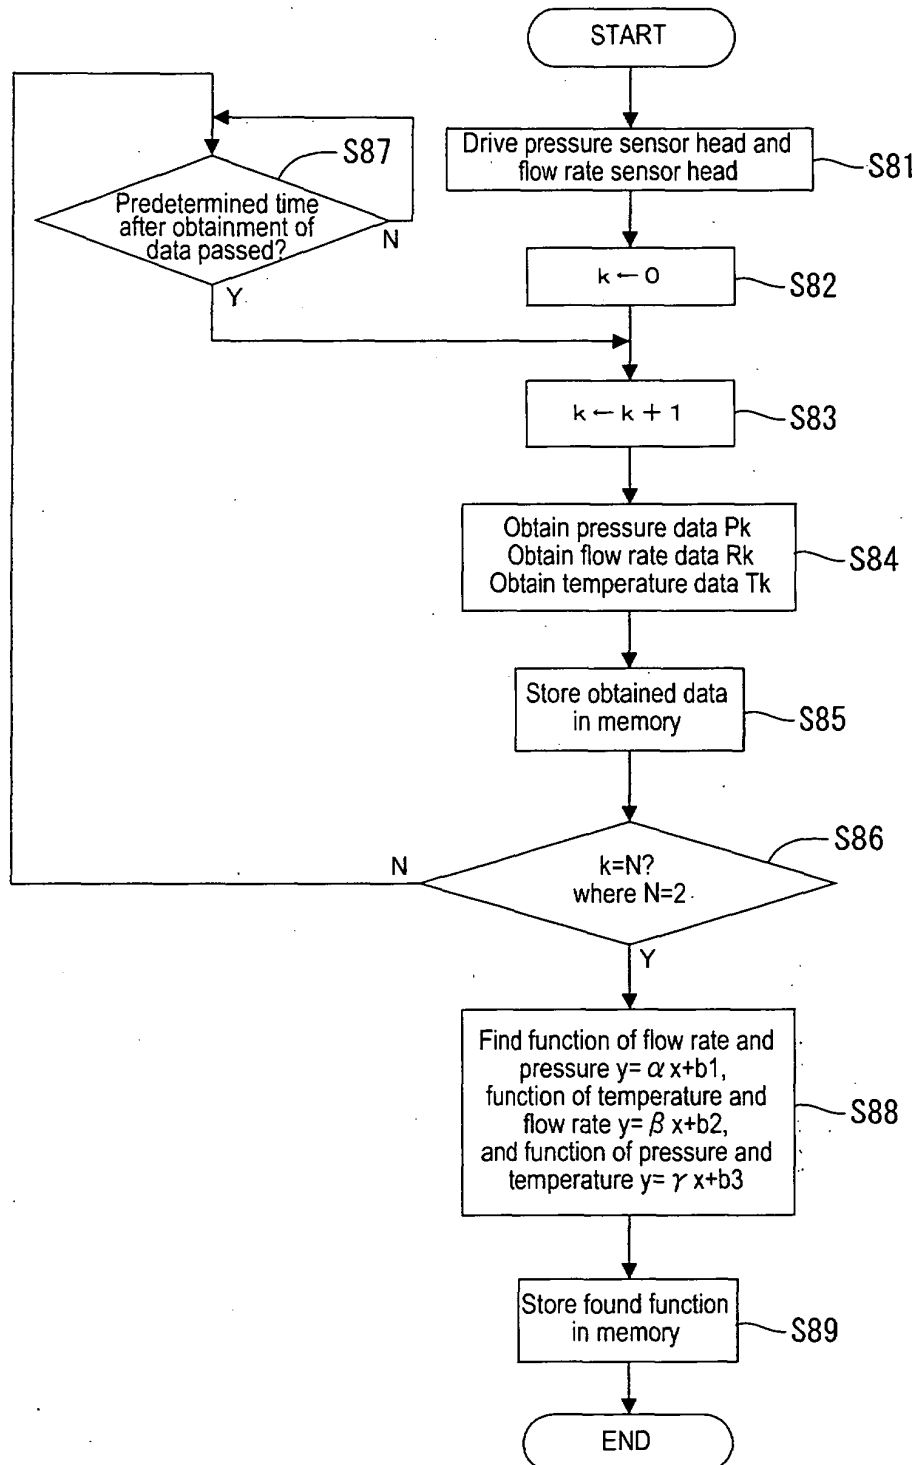 START
Drive pressure sensor head and
flow rate sensor head
S81
k ← 0
S82
k ← k + 1
S83
Obtain pressure data Pk
Obtain flow rate data Rk
Obtain temperature data Tk
S84
Store obtained data
in memory
S85
k=N?
where N=2
S86
N
Y
Predetermined time
after obtainment of
data passed?
S87
N
Y
Find function of flow rate and
pressure y= α x+b1,
function of temperature and
flow rate y= β x+b2,
and function of pressure and
temperature y= γ x+b3
S88
Store found function
in memory
S89
END